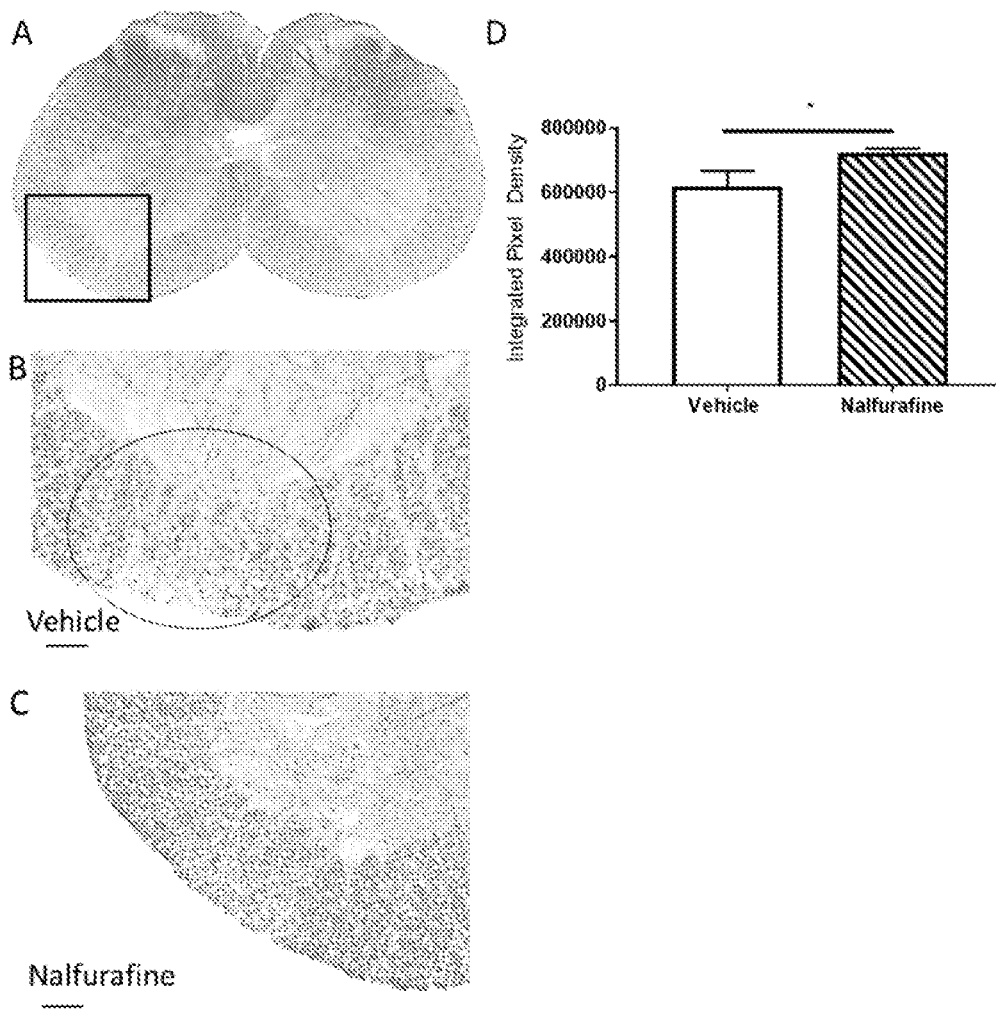 A
B
Vehicle
C
Nalfurafine
D
*
Integrated Pixel Density
800000
600000
400000
200000
0
Vehicle
Nalfurafine